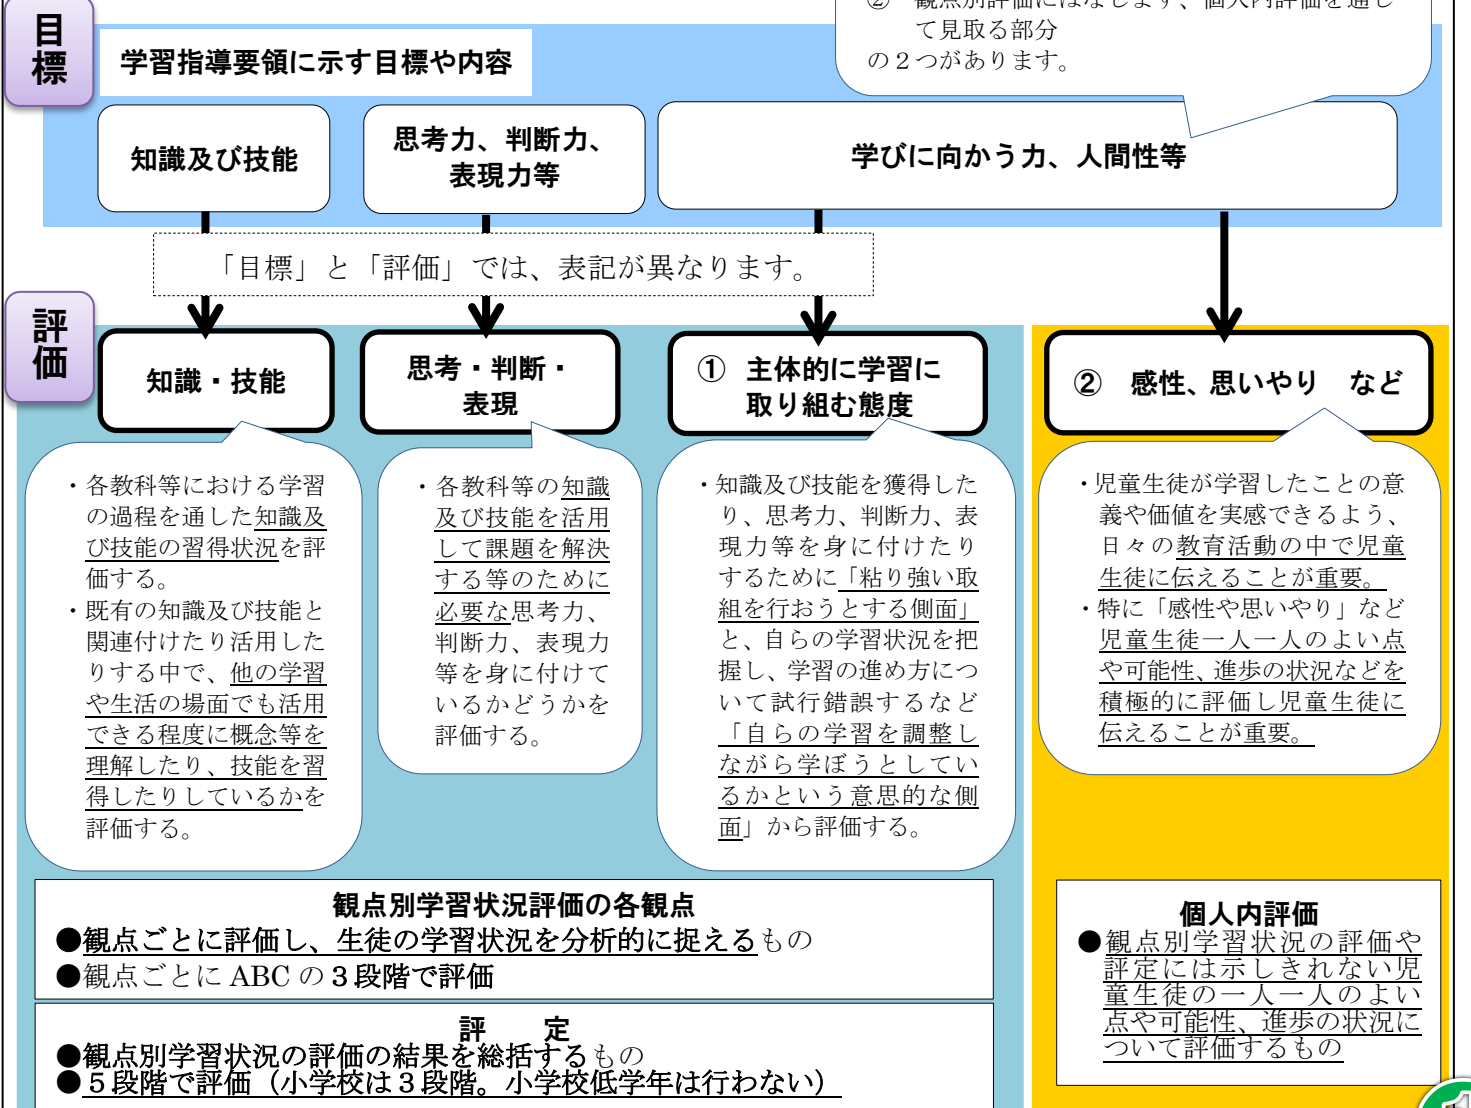 ② 観点別評価にはなじまず、個人内評価を通し
て見取る部分
の２つがあります。
目標
学習指導要領に示す目標や内容
知識及び技能
思考力、判断力、
表現力等
学びに向かう力、人間性等
「目標」と「評価」では、表記が異なります。
評価
知識・技能
思考・判断・
表現
① 主体的に学習に
取り組む態度
② 感性、思いやり など
・各教科等における学習
の過程を通した知識及
び技能の習得状況を評
価する。
・既有の知識及び技能と
関連付けたり活用した
りする中で、他の学習
や生活の場面でも活用
できる程度に概念等を
理解したり、技能を習
得したりしているかを
評価する。
・各教科等の知識
及び技能を活用
して課題を解決
する等のために
必要な思考力、
判断力、表現力
等を身に付けて
いるかどうかを
評価する。
・知識及び技能を獲得した
り、思考力、判断力、表
現力等を身に付けたり
するために「粘り強い取
組を行おうとする側面」
と、自らの学習状況を把
握し、学習の進め方につ
いて試行錯誤するなど
「自らの学習を調整し
ながら学ぼうとしてい
るかという意思的な側
面」から評価する。
・児童生徒が学習したことの意
義や価値を実感できるよう、
日々の教育活動の中で児童
生徒に伝えることが重要。
・特に「感性や思いやり」など
児童生徒一人一人のよい点
や可能性、進歩の状況などを
積極的に評価し児童生徒に
伝えることが重要。
観点別学習状況評価の各観点
●観点ごとに評価し、生徒の学習状況を分析的に捉えるもの
●観点ごとに ABC の３段階で評価
評 定
●観点別学習状況の評価の結果を総括するもの
●５段階で評価（小学校は３段階。小学校低学年は行わない）
個人内評価
●観点別学習状況の評価や
評定には示しきれない児
童生徒の一人一人のよい
点や可能性、進歩の状況に
ついて評価するもの